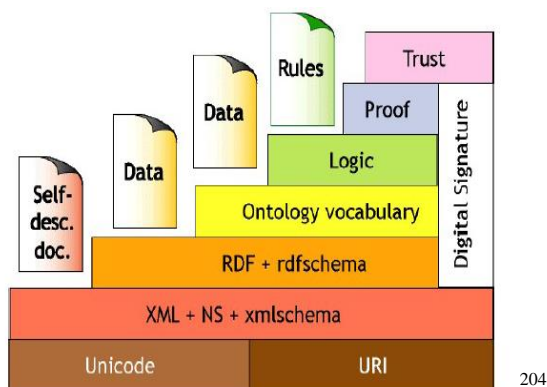 Trust
Rules
Proof
Data
Logic
Data
Self-
desc.
doc.
Ontology vocabulary
Digital Signature
RDF + rdfschema
XML + NS + xmlschema
Unicode
URI
204